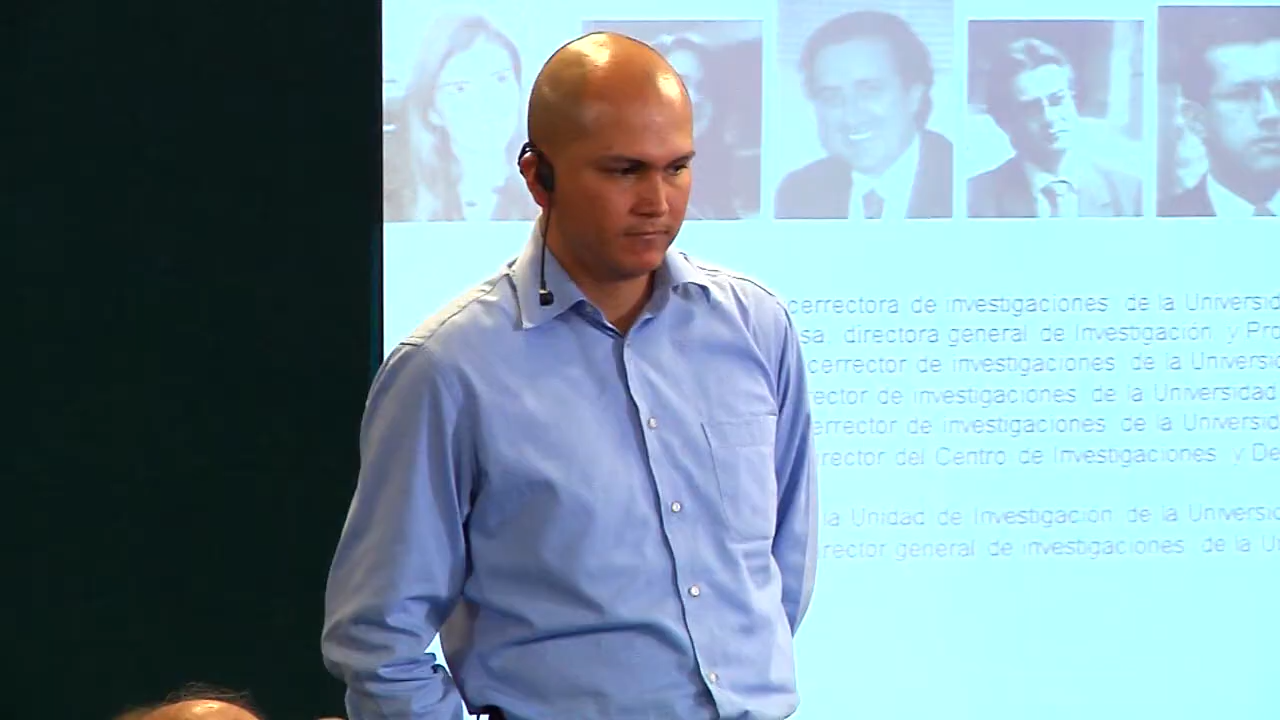 cerrectora de investigaciones de la Universid
sa, directora general de Investigación y Pro
cerrector de investigaciones de la Universid
rector de investigaciones de la Universidad
errector de investigaciones de la Universid
rector del Centro de Investigaciones y De
la Unidad de Investigación de la Universid
rector general de investigaciones de la Un